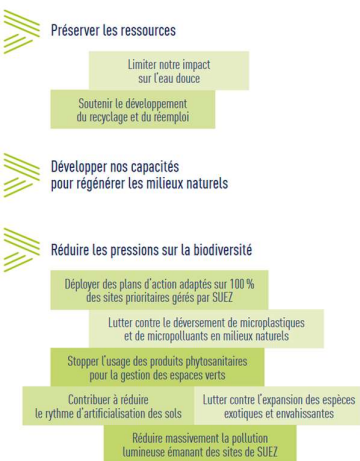 Préserver les ressources
Limiter notre impact
sur l'eau douce
Soutenir le développement
du recyclage et du réemploi
Développer nos capacités
pour régénérer les milieux naturels
Réduire les pressions sur la biodiversité
Déployer des plans d'action adaptés sur 100 %
des sites prioritaires gérés par SUEZ
Lutter contre le déversement de microplastiques
et de micropolluants en milieux naturels
Stopper l'usage des produits phytosanitaires
pour la gestion des espaces verts
Contribuer à réduire
le rythme d'artificialisation des sols
Lutter contre l'expansion des espèces
exotiques et envahissantes
Réduire massivement la pollution
lumineuse émanant des sites de SUEZ